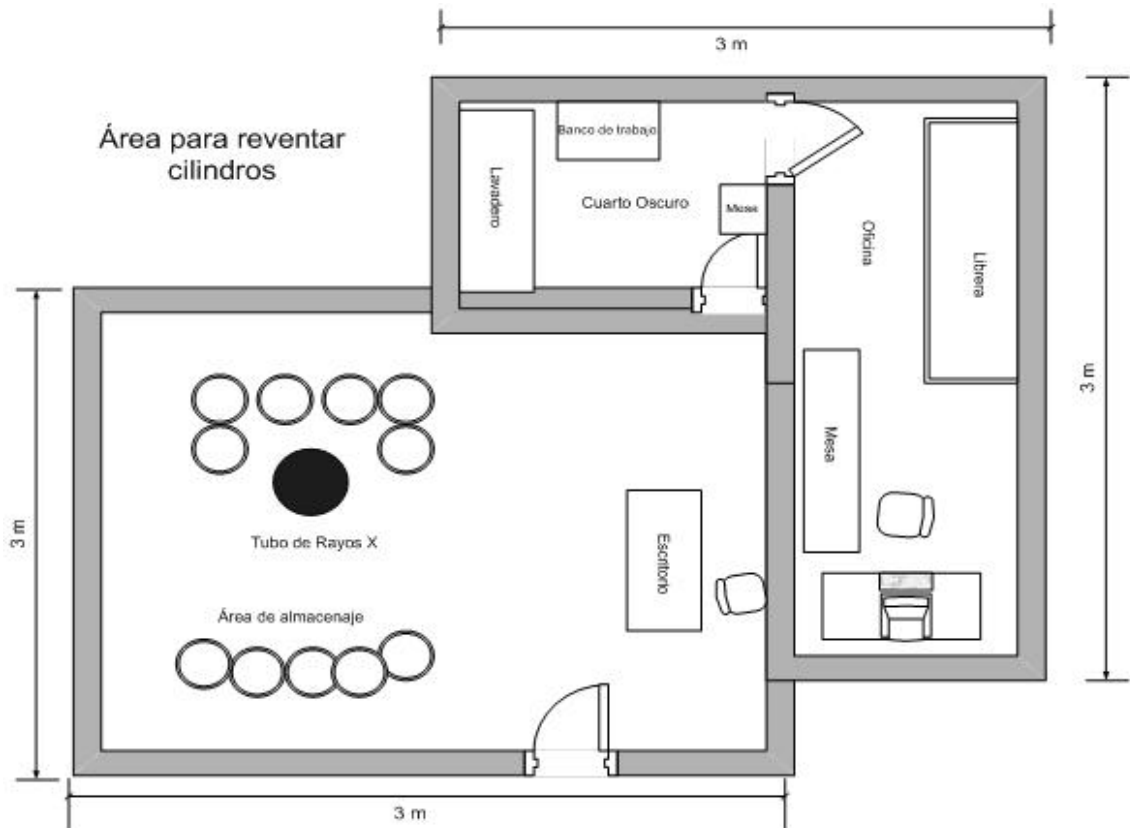 3 m
Área para reventar
cilindros
Banco de trabajo
Lavadero
Cuarto Oscuro
Mesa
Oficina
Librera
3 m
Mesa
3 m
Tubo de Rayos X
Escritorio
Área de almacenaje
3 m